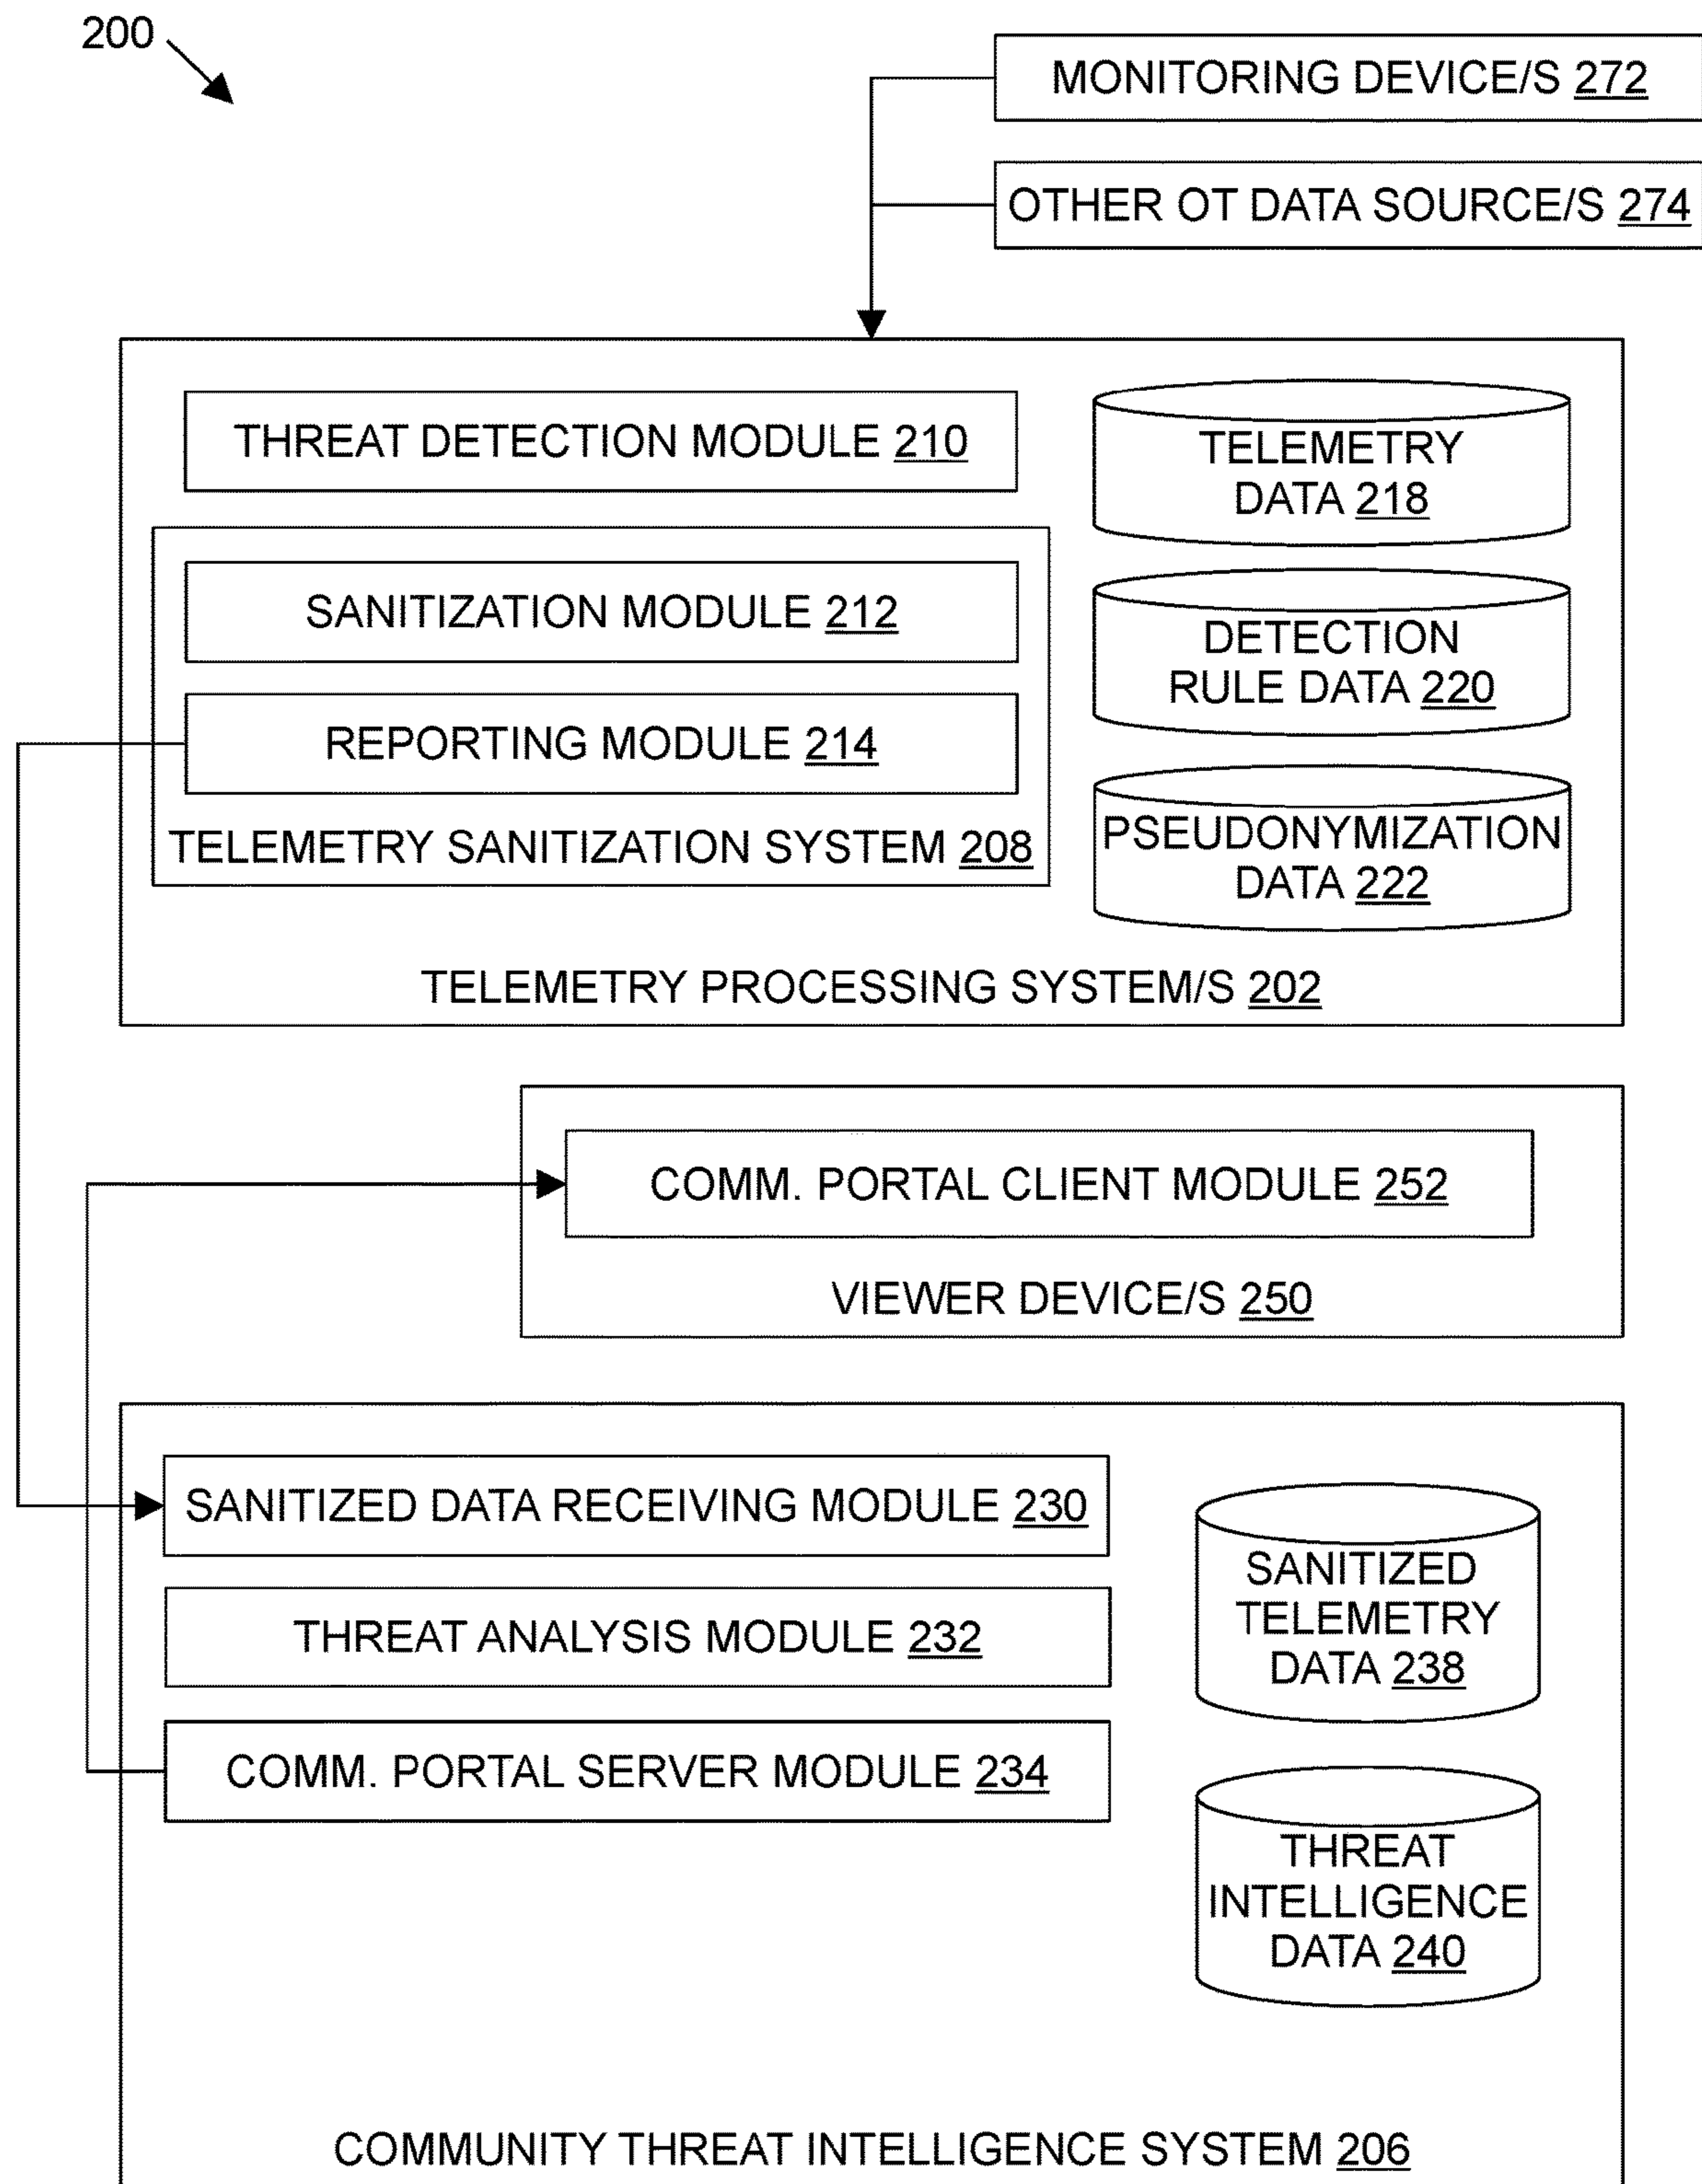 200
MONITORING DEVICE/S 272
OTHER OT DATA SOURCE/S 274
THREAT DETECTION MODULE 210
SANITIZATION MODULE 212
REPORTING MODULE 214
TELEMETRY SANITIZATION SYSTEM 208
TELEMETRY
DATA 218
DETECTION
RULE DATA 220
PSEUDONYMIZATION
DATA 222
TELEMETRY PROCESSING SYSTEM/S 202
COMM. PORTAL CLIENT MODULE 252
VIEWER DEVICE/S 250
SANITIZED DATA RECEIVING MODULE 230
THREAT ANALYSIS MODULE 232
COMM. PORTAL SERVER MODULE 234
SANITIZED
TELEMETRY
DATA 238
THREAT
INTELLIGENCE
DATA 240
COMMUNITY THREAT INTELLIGENCE SYSTEM 206